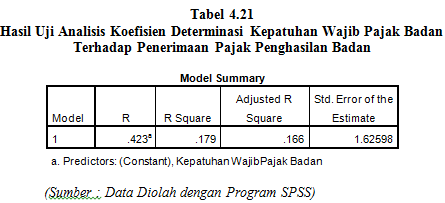 Tabel 4.21
Hasil Uji Analisis Koefisien Determinasi Kepatuhan Wajib Pajak Badan
Terhadap Penerimaan Pajak Penghasilan Badan
Model Summary
Model R R Square Adjusted R Square Std. Error of the Estimate
1 .423a .179 .166 1.62598
a. Predictors: (Constant), Kepatuhan WajibPajak Badan
(Sumber : Data Diolah dengan Program SPSS)